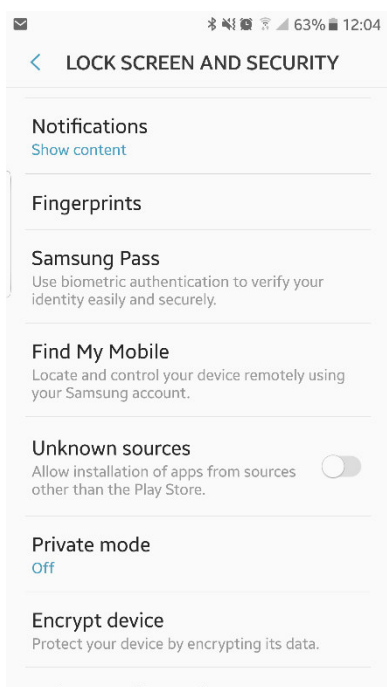 63% 12:04
LOCK SCREEN AND SECURITY
Notifications
Show content
Fingerprints
Samsung Pass
Use biometric authentication to verify your
identity easily and securely.
Find My Mobile
Locate and control your device remotely using
your Samsung account.
Unknown sources
Allow installation of apps from sources
other than the Play Store.
Private mode
Off
Encrypt device
Protect your device by encrypting its data.